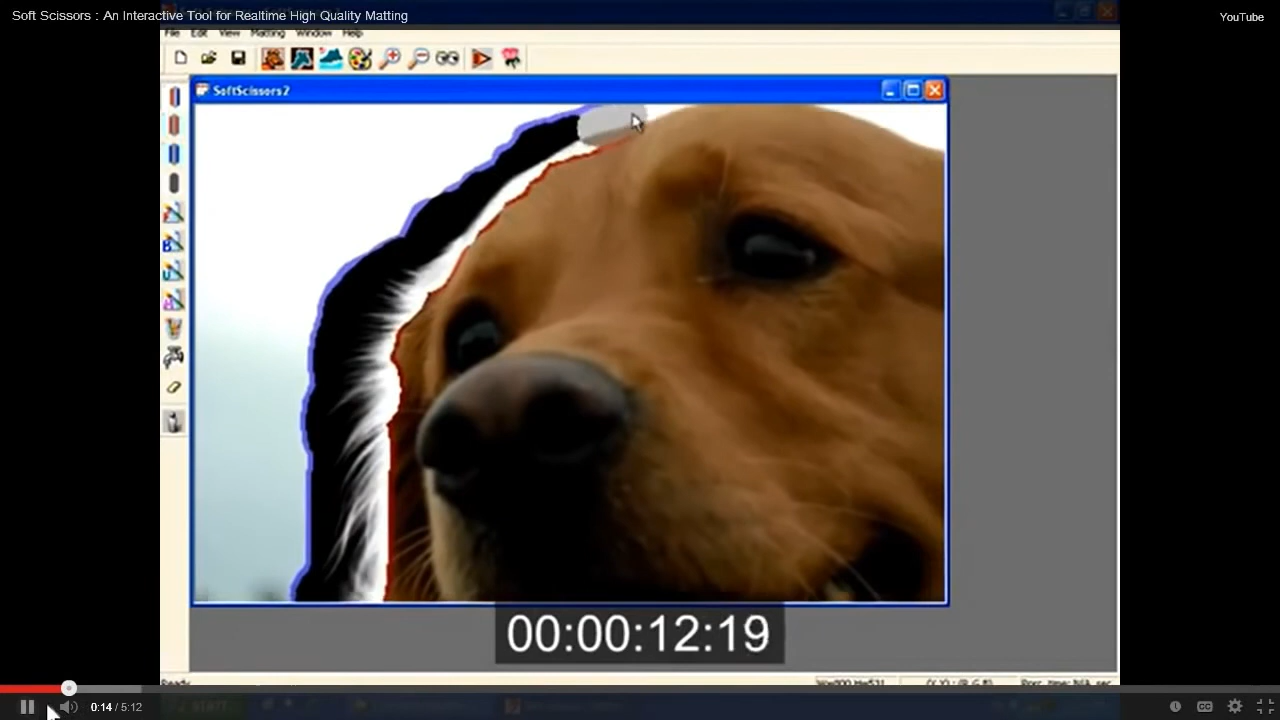 Soft Scissors : An Interactive Tool for Realtime High Quality Matting
YouTube
File Edit View Matting Window Help
SoftScissors2
00:00:12:19
Ready
0:14 / 5:12